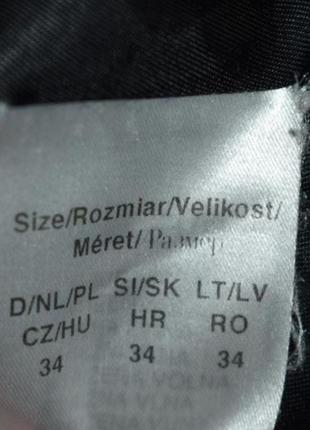 Size/Rozmiar/Velikost/
Méret/ Размер
D/NL/PL SI/SK LT/LV
CZ/HU HR RO
34 34 34